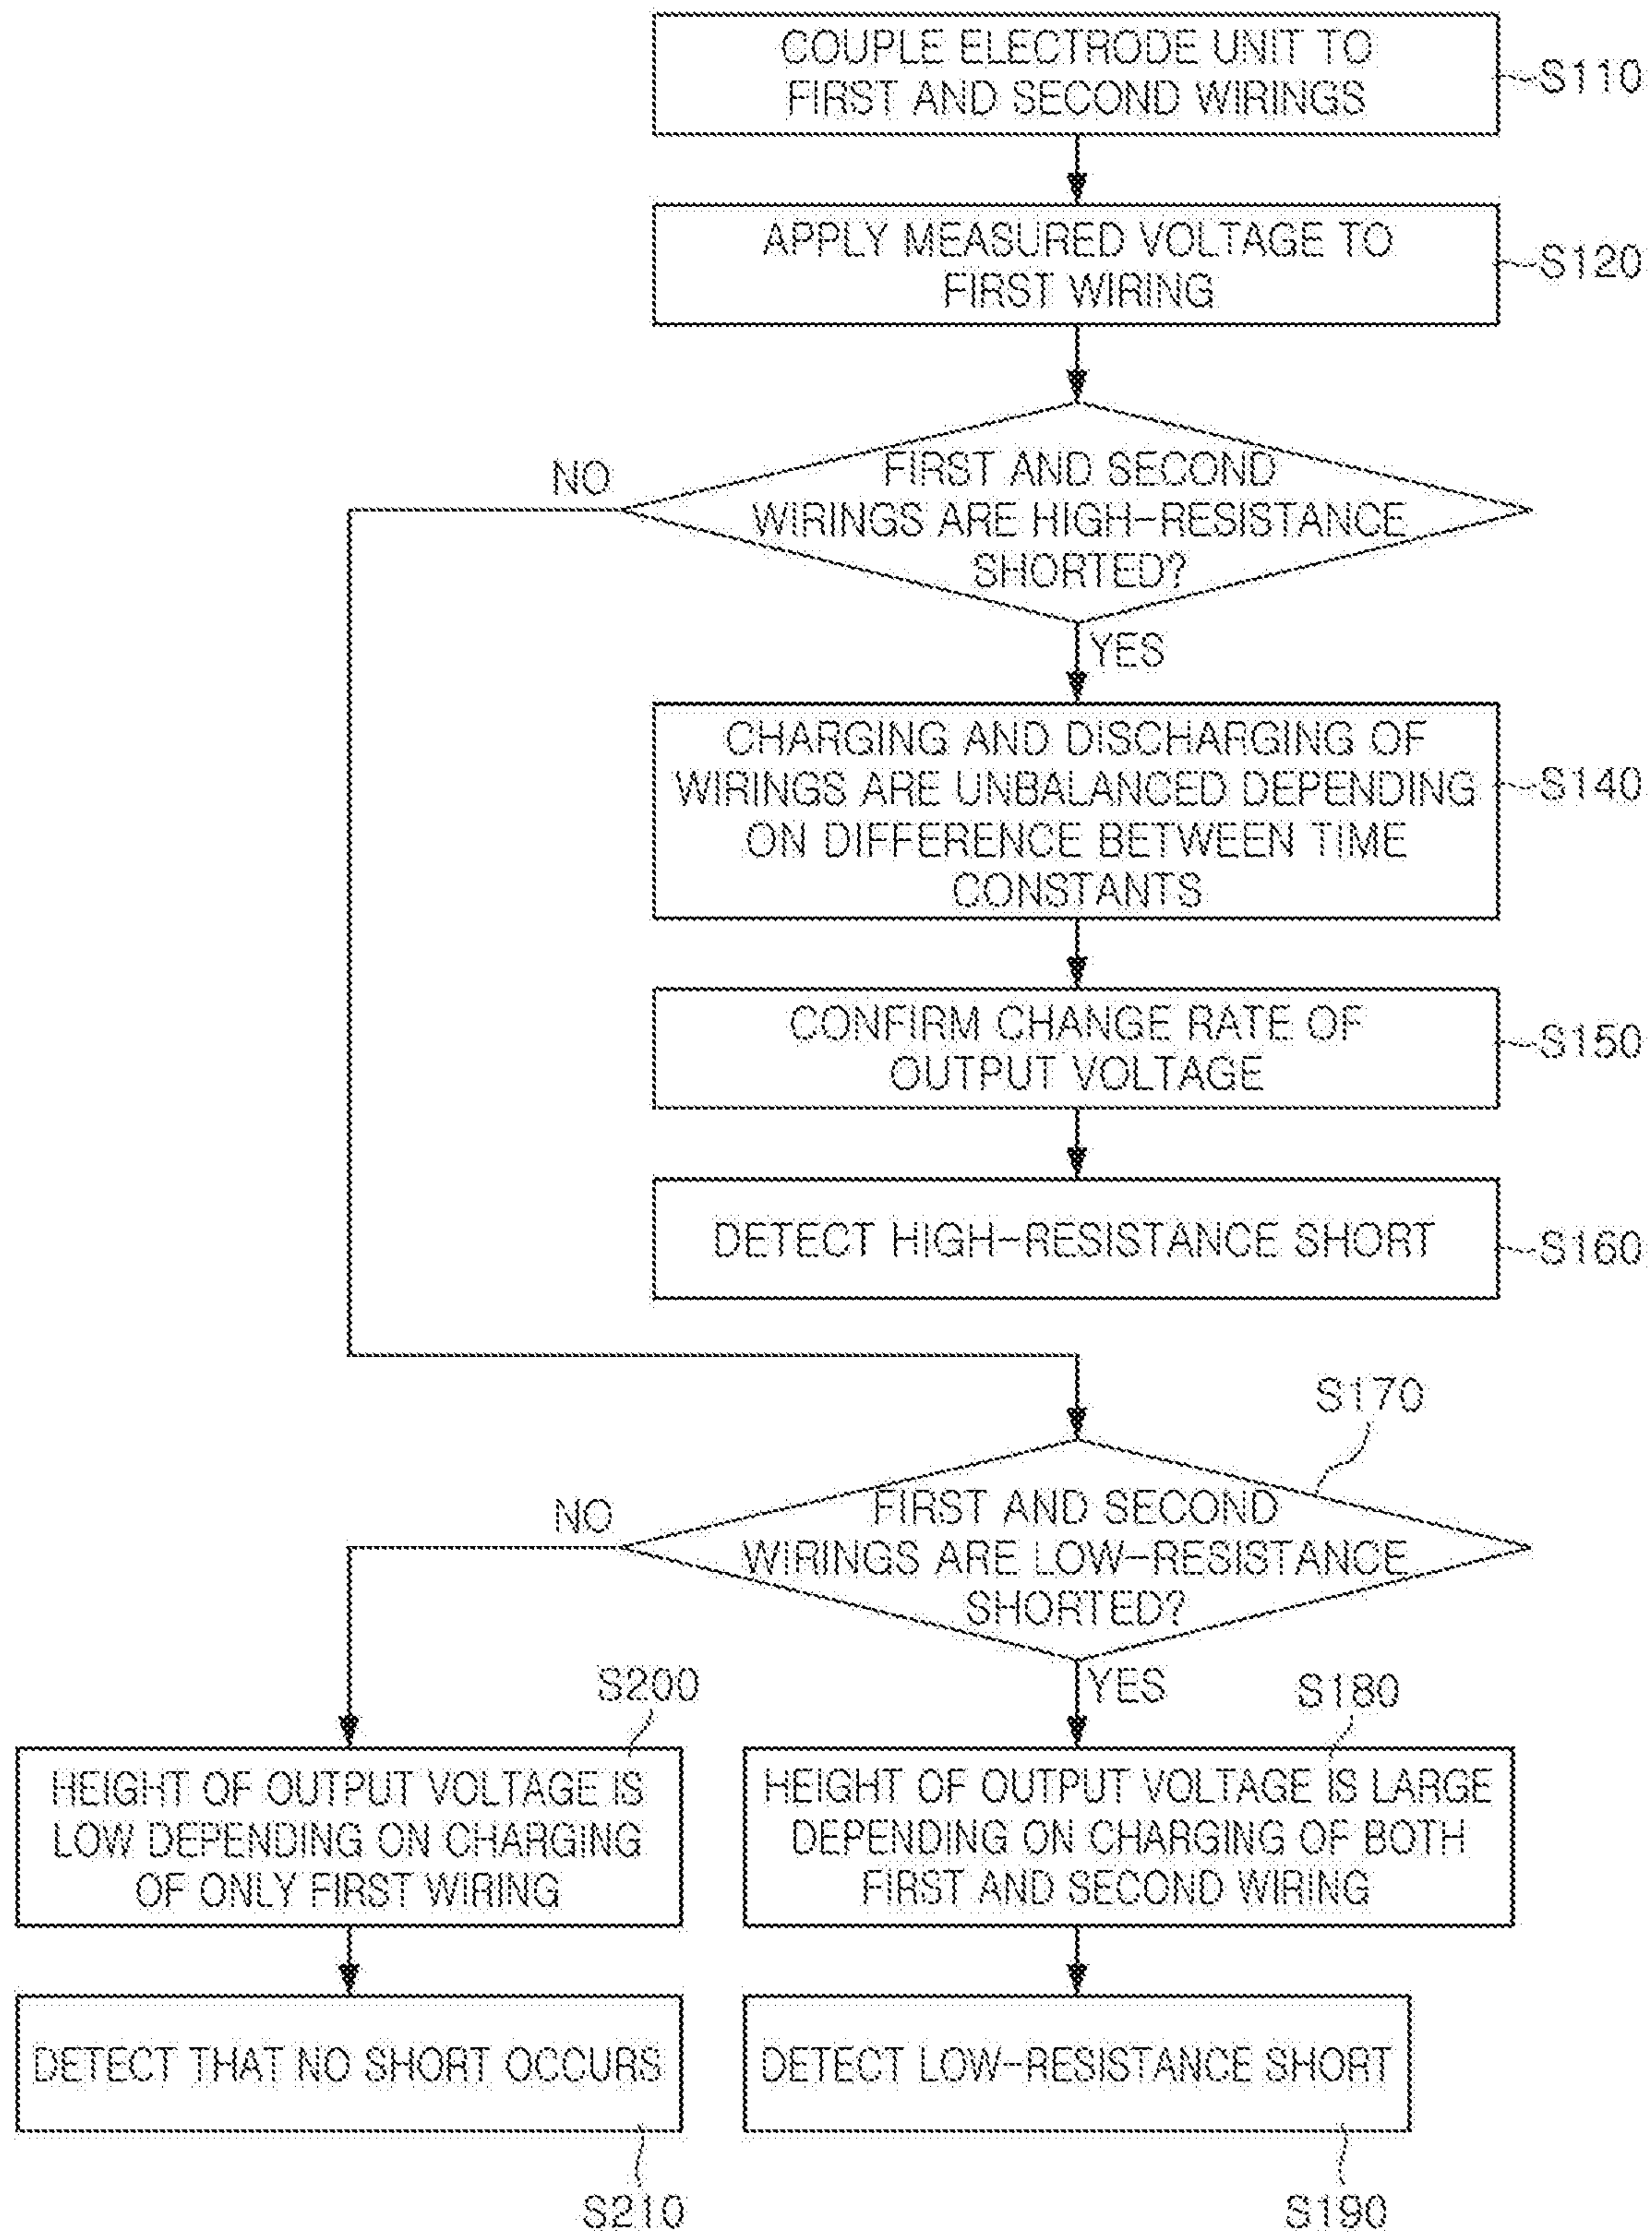 COUPLE ELECTRODE UNIT TO
FIRST AND SECOND WIRINGS
S110
APPLY MEASURED VOLTAGE TO
FIRST WIRING
S120
NO
FIRST AND SECOND
WIRINGS ARE HIGH-RESISTANCE
SHORTED?
YES
CHARGING AND DISCHARGING OF
WIRINGS ARE UNBALANCED DEPENDING
ON DIFFERENCE BETWEEN TIME
CONSTANTS
S140
CONFIRM CHANGE RATE OF
OUTPUT VOLTAGE
S150
DETECT HIGH-RESISTANCE SHORT
S160
S170
NO
FIRST AND SECOND
WIRINGS ARE LOW-RESISTANCE
SHORTED?
YES
S200
HEIGHT OF OUTPUT VOLTAGE IS
LOW DEPENDING ON CHARGING
OF ONLY FIRST WIRING
S180
HEIGHT OF OUTPUT VOLTAGE IS LARGE
DEPENDING ON CHARGING OF BOTH
FIRST AND SECOND WIRING
DETECT THAT NO SHORT OCCURS
S210
DETECT LOW-RESISTANCE SHORT
S190